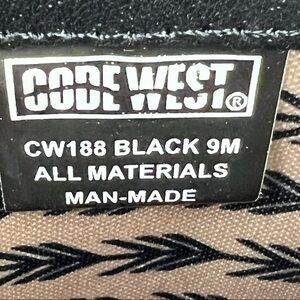 CODE WEST®
CW188 BLACK 9M
ALL MATERIALS
MAN-MADE